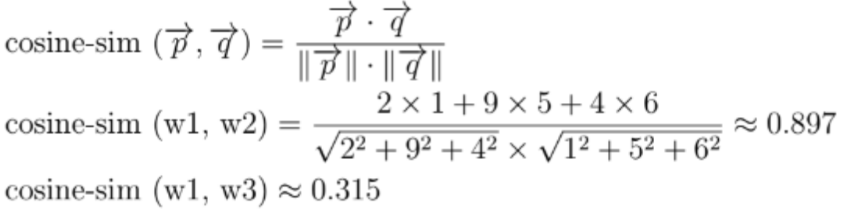 cosine-sim (p⃗, q⃗) = p⃗ · q⃗ / ‖p⃗‖ · ‖q⃗‖
cosine-sim (w1, w2) = 2 × 1 + 9 × 5 + 4 × 6 / √2² + 9² + 4² × √1² + 5² + 6² ≈ 0.897
cosine-sim (w1, w3) ≈ 0.315